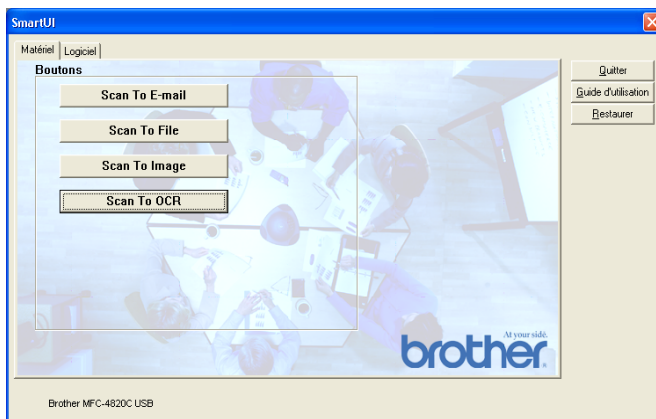 SmartUI
Matériel
Logiciel
Boutons
Scan To E-mail
Scan To File
Scan To Image
Scan To OCR
Quitter
Guide d'utilisation
Restaurer
At your side.
brother
Brother MFC-4820C USB